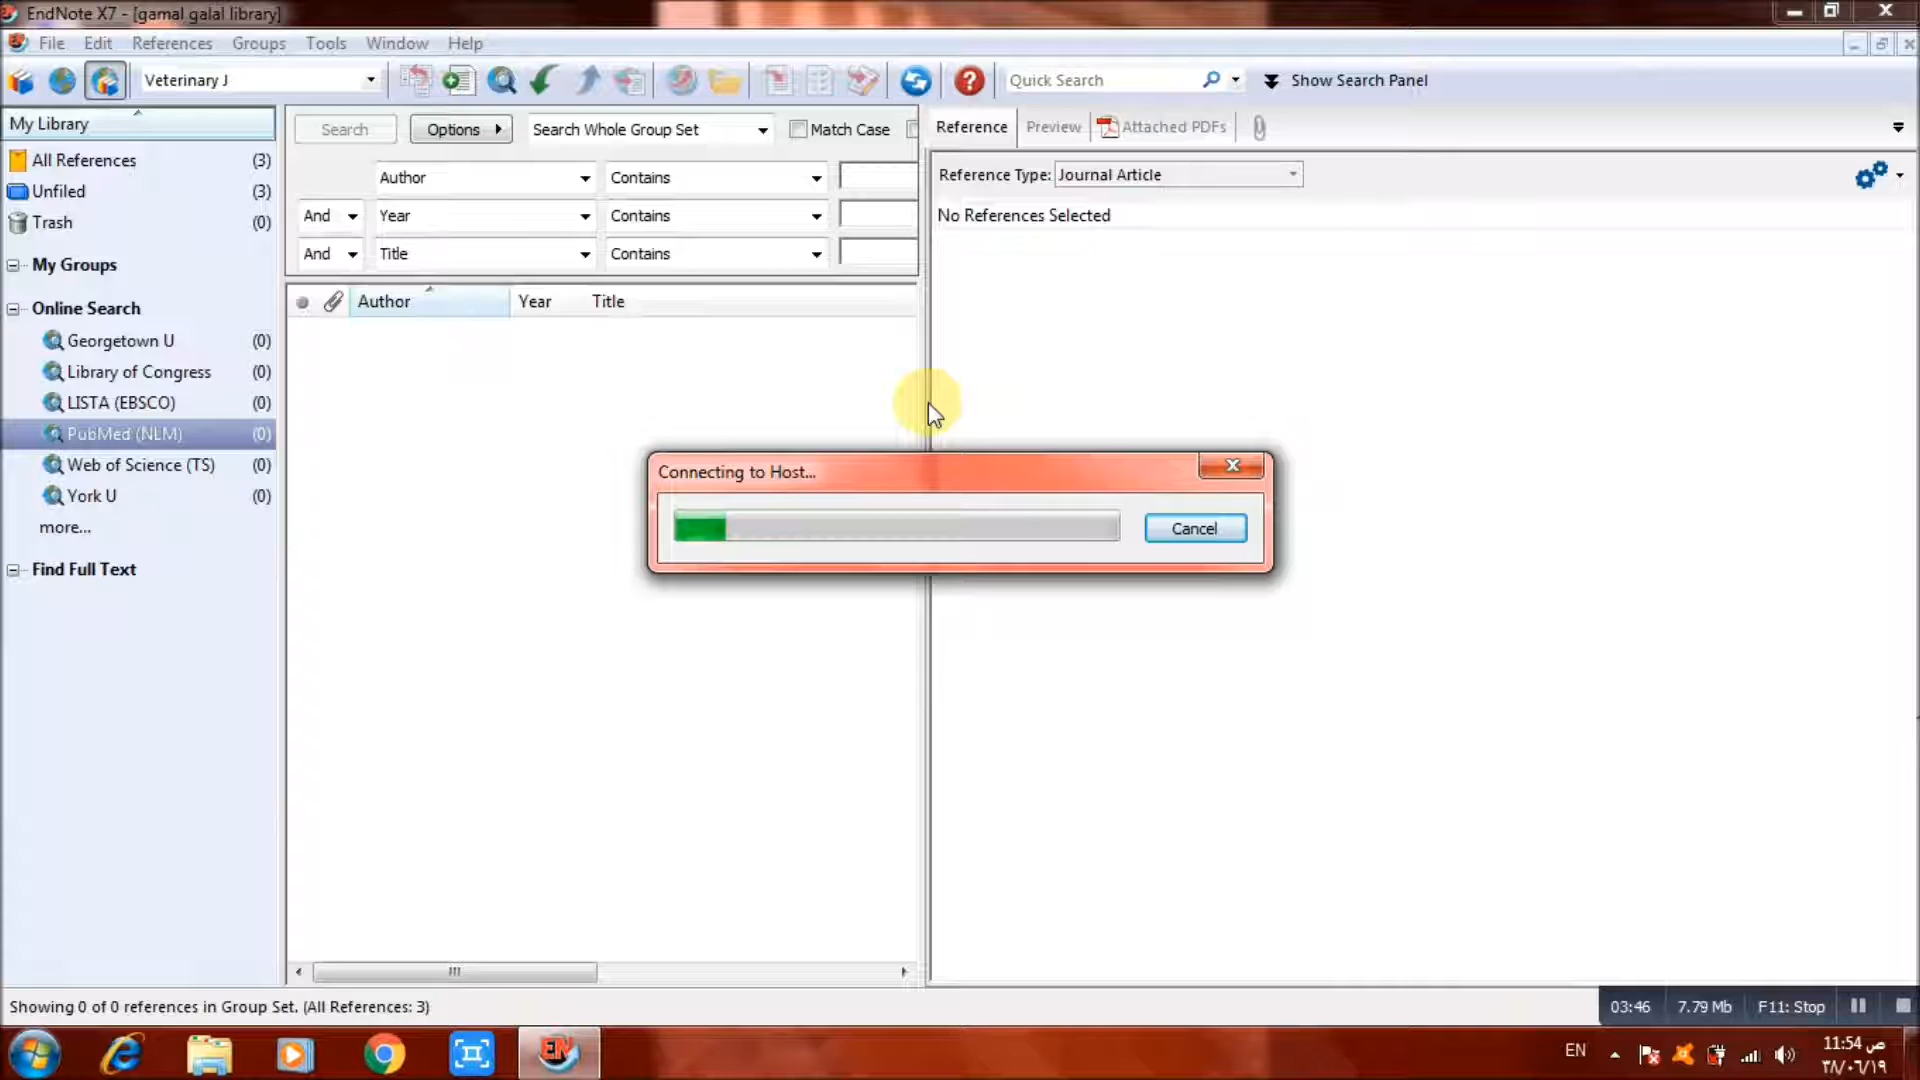 EndNote X7 - [gamal galal library]
File Edit References Groups Tools Window Help
Veterinary J
Quick Search
Show Search Panel
My Library
All References (3)
Unfiled (3)
Trash (0)
My Groups
Online Search
Georgetown U (0)
Library of Congress (0)
LISTA (EBSCO) (0)
PubMed (NLM) (0)
Web of Science (TS) (0)
York U (0)
more...
Find Full Text
Search Options Search Whole Group Set Match Case
Author Contains
And Year Contains
And Title Contains
Author Year Title
Reference Preview Attached PDFs
Reference Type: Journal Article
No References Selected
Connecting to Host...
Cancel
Showing 0 of 0 references in Group Set. (All References: 3)
03:46 7.79 Mb F11: Stop
EN
11:54 ص
٣٨/٠٦/١٩